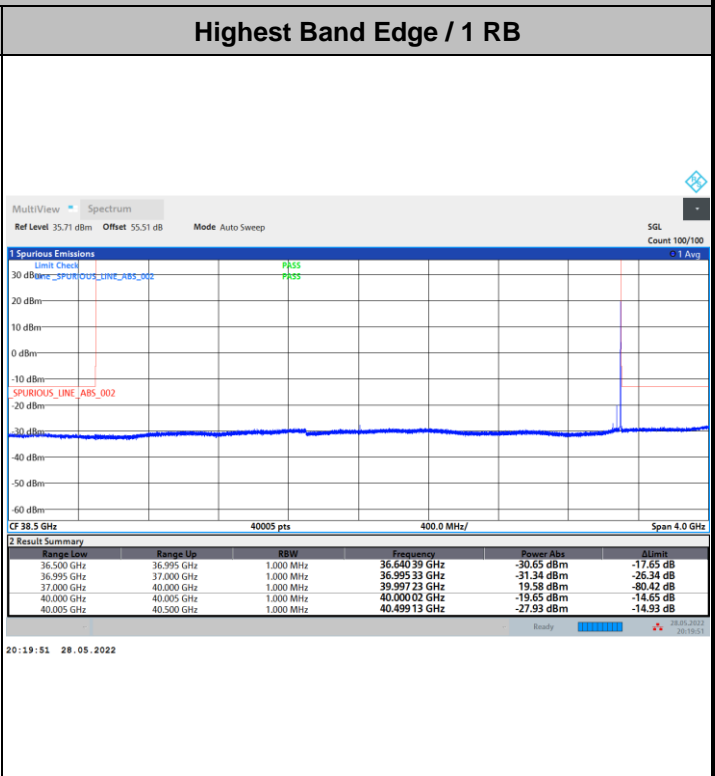 Highest Band Edge / 1 RB
MultiView Spectrum
Ref Level 35.71 dBm Offset 55.51 dB Mode Auto Sweep SGL
Count 100/100
1 Spurious Emissions 1 Avg
Limit Check PASS
30 dBm Line _SPURIOUS_LINE_ABS_002 PASS
20 dBm
10 dBm
0 dBm
-10 dBm
_SPURIOUS_LINE_ABS_002
-20 dBm
-30 dBm
-40 dBm
-50 dBm
-60 dBm
CF 38.5 GHz 40005 pts 400.0 MHz/ Span 4.0 GHz
2 Result Summary
Range Low Range Up RBW Frequency Power Abs ΔLimit
36.500 GHz 36.995 GHz 1.000 MHz 36.640 39 GHz -30.65 dBm -17.65 dB
36.995 GHz 37.000 GHz 1.000 MHz 36.995 33 GHz -31.34 dBm -26.34 dB
37.000 GHz 40.000 GHz 1.000 MHz 39.997 23 GHz 19.58 dBm -80.42 dB
40.000 GHz 40.005 GHz 1.000 MHz 40.000 02 GHz -19.65 dBm -14.65 dB
40.005 GHz 40.500 GHz 1.000 MHz 40.499 13 GHz -27.93 dBm -14.93 dB
Ready 28.05.2022
20:19:51
20:19:51 28.05.2022